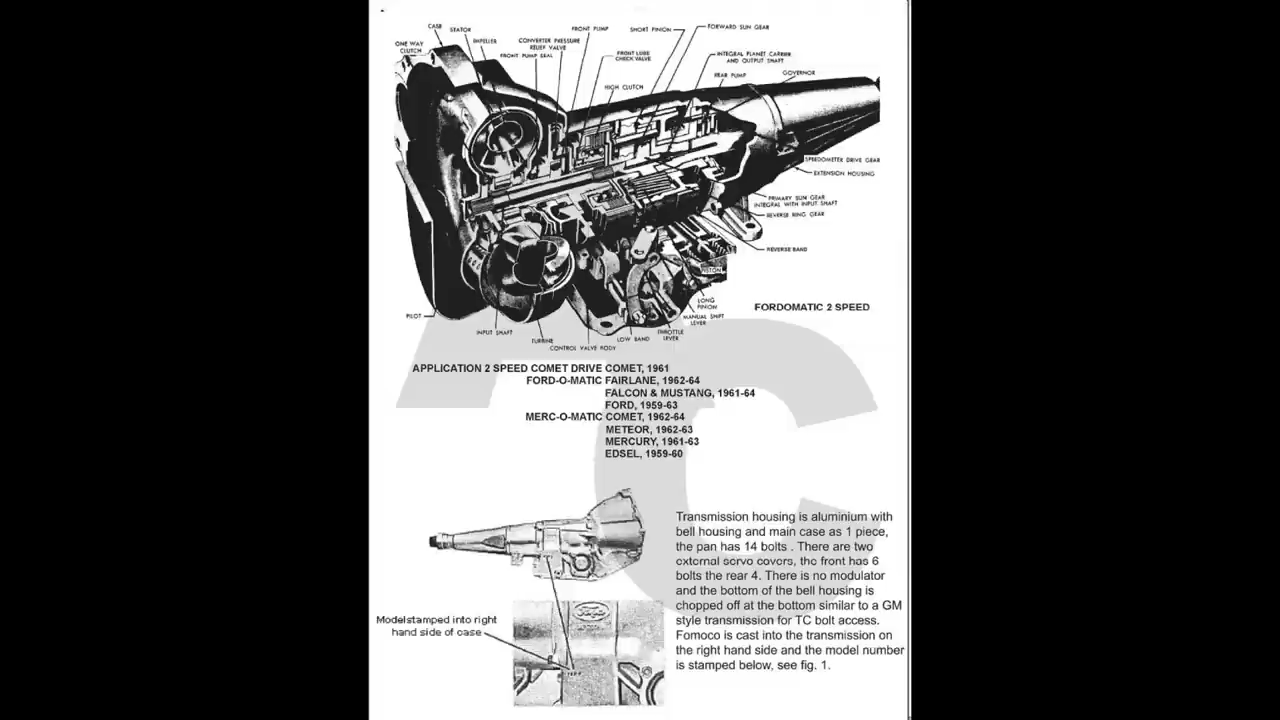 CASE
STATOR
FRONT PUMP
SHORT PINION
FORWARD SUN GEAR
ONE WAY
CLUTCH
IMPELLER
CONVERTER PRESSURE
RELIEF VALVE
FRONT PUMP SEAL
FRONT LUBE
CHECK VALVE
INTEGRAL PLANET CARRIER
AND OUTPUT SHAFT
REAR PUMP
GOVERNOR
HIGH CLUTCH
SPEEDOMETER DRIVE GEAR
EXTENSION HOUSING
PRIMARY SUN GEAR
INTEGRAL WITH INPUT SHAFT
REVERSE RING GEAR
REVERSE BAND
PISTON
LONG
PINION
MANUAL SHIFT
LEVER
THROTTLE
LEVER
LOW BAND
CONTROL VALVE BODY
TURBINE
INPUT SHAFT
PILOT
FORDOMATIC 2 SPEED
APPLICATION 2 SPEED COMET DRIVE COMET, 1961
FORD-O-MATIC FAIRLANE, 1962-64
FALCON & MUSTANG, 1961-64
FORD, 1959-63
MERC-O-MATIC COMET, 1962-64
METEOR, 1962-63
MERCURY, 1961-63
EDSEL, 1959-60
Transmission housing is aluminium with
bell housing and main case as 1 piece,
the pan has 14 bolts . There are two
external servo covers, the front has 6
bolts the rear 4. There is no modulator
and the bottom of the bell housing is
chopped off at the bottom similar to a GM
style transmission for TC bolt access.
Fomoco is cast into the transmission on
the right hand side and the model number
is stamped below, see fig. 1.
Modelstamped into right
hand side of case
Ford